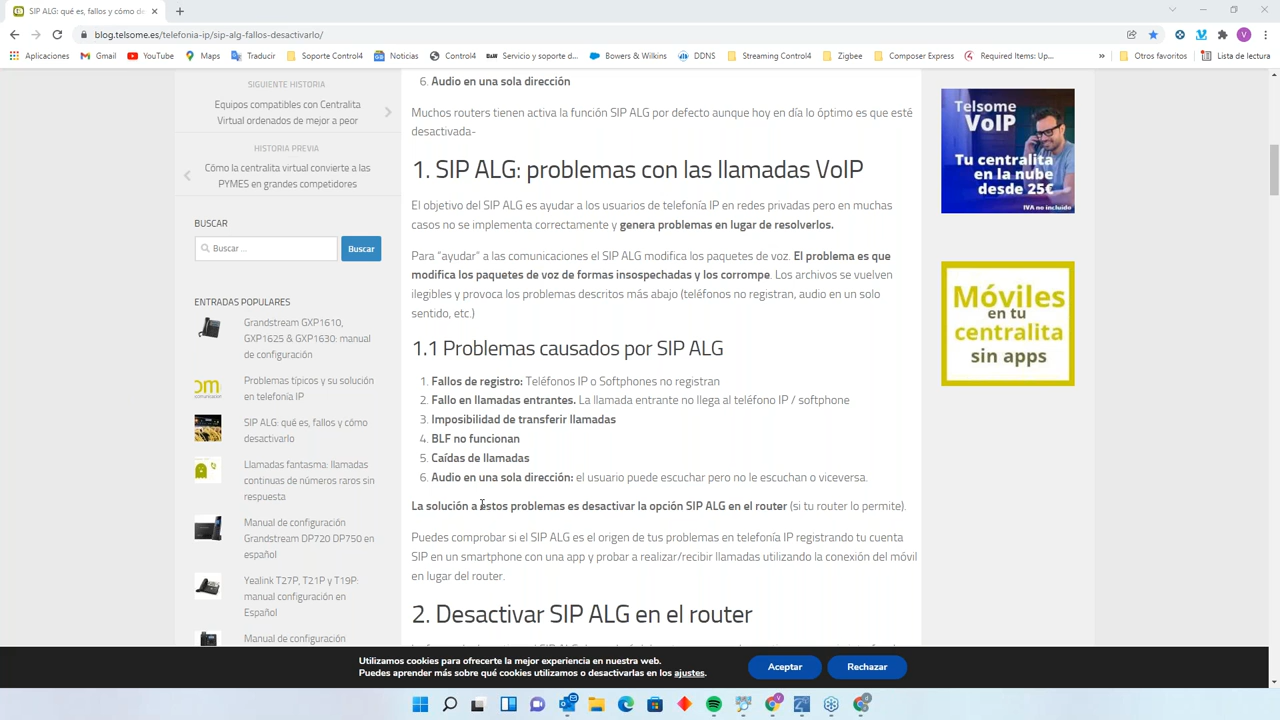 SIP ALG: qué es, fallos y cómo de
blog.telsome.es/telefonia-ip/sip-alg-fallos-desactivarlo/
Aplicaciones Gmail YouTube Maps Traducir Soporte Control4 Noticias Control4 Servicio y soporte d... Bowers & Wilkins DDNS Streaming Control4 Zigbee Composer Express Required Items: Up... » Otros favoritos Lista de lectura
SIGUIENTE HISTORIA
Equipos compatibles con Centralita
Virtual ordenados de mejor a peor
HISTORIA PREVIA
Cómo la centralita virtual convierte a las
PYMES en grandes competidores
BUSCAR
Buscar ...
Buscar
ENTRADAS POPULARES
Grandstream GXP1610,
GXP1625 & GXP1630: manual
de configuración
Problemas típicos y su solución
en telefonía IP
SIP ALG: qué es, fallos y cómo
desactivarlo
Llamadas fantasma: llamadas
continuas de números raros sin
respuesta
Manual de configuración
Grandstream DP720 DP750 en
español
Yealink T27P, T21P y T19P:
manual configuración en
Español
Manual de configuración
6. Audio en una sola dirección
Muchos routers tienen activa la función SIP ALG por defecto aunque hoy en día lo óptimo es que esté
desactivada-
1. SIP ALG: problemas con las llamadas VoIP
El objetivo del SIP ALG es ayudar a los usuarios de telefonía IP en redes privadas pero en muchas
casos no se implementa correctamente y genera problemas en lugar de resolverlos.
Para “ayudar” a las comunicaciones el SIP ALG modifica los paquetes de voz. El problema es que
modifica los paquetes de voz de formas insospechadas y los corrompe. Los archivos se vuelven
ilegibles y provoca los problemas descritos más abajo (teléfonos no registran, audio en un solo
sentido, etc.)
1.1 Problemas causados por SIP ALG
1. Fallos de registro: Teléfonos IP o Softphones no registran
2. Fallo en llamadas entrantes. La llamada entrante no llega al teléfono IP / softphone
3. Imposibilidad de transferir llamadas
4. BLF no funcionan
5. Caídas de llamadas
6. Audio en una sola dirección: el usuario puede escuchar pero no le escuchan o viceversa.
La solución a estos problemas es desactivar la opción SIP ALG en el router (si tu router lo permite).
Puedes comprobar si el SIP ALG es el origen de tus problemas en telefonía IP registrando tu cuenta
SIP en un smartphone con una app y probar a realizar/recibir llamadas utilizando la conexión del móvil
en lugar del router.
2. Desactivar SIP ALG en el router
Telsome
VoIP
Tu centralita
en la nube
desde 25€
IVA no incluido
Móviles
en tu
centralita
sin apps
Utilizamos cookies para ofrecerte la mejor experiencia en nuestra web.
Puedes aprender más sobre qué cookies utilizamos o desactivarlas en los ajustes.
Aceptar
Rechazar